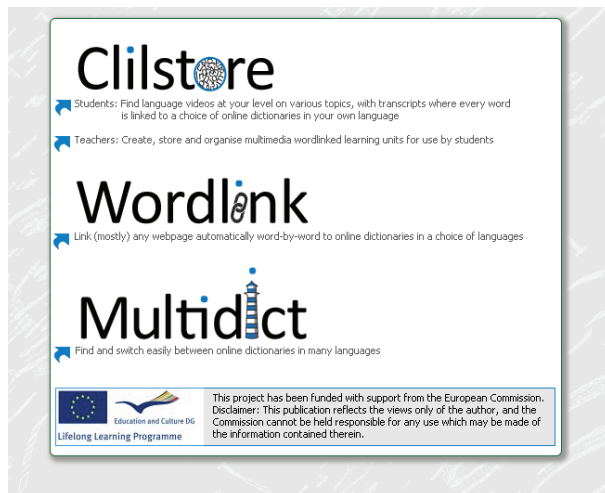 Clilstore
Students: Find language videos at your level on various topics, with transcripts where every word
is linked to a choice of online dictionaries in your own language
Teachers: Create, store and organise multimedia wordlinked learning units for use by students
Wordlink
Link (mostly) any webpage automatically word-by-word to online dictionaries in a choice of languages
Multidict
Find and switch easily between online dictionaries in many languages
Education and Culture DG
Lifelong Learning Programme
This project has been funded with support from the European Commission.
Disclaimer: This publication reflects the views only of the author, and the
Commission cannot be held responsible for any use which may be made of
the information contained therein.